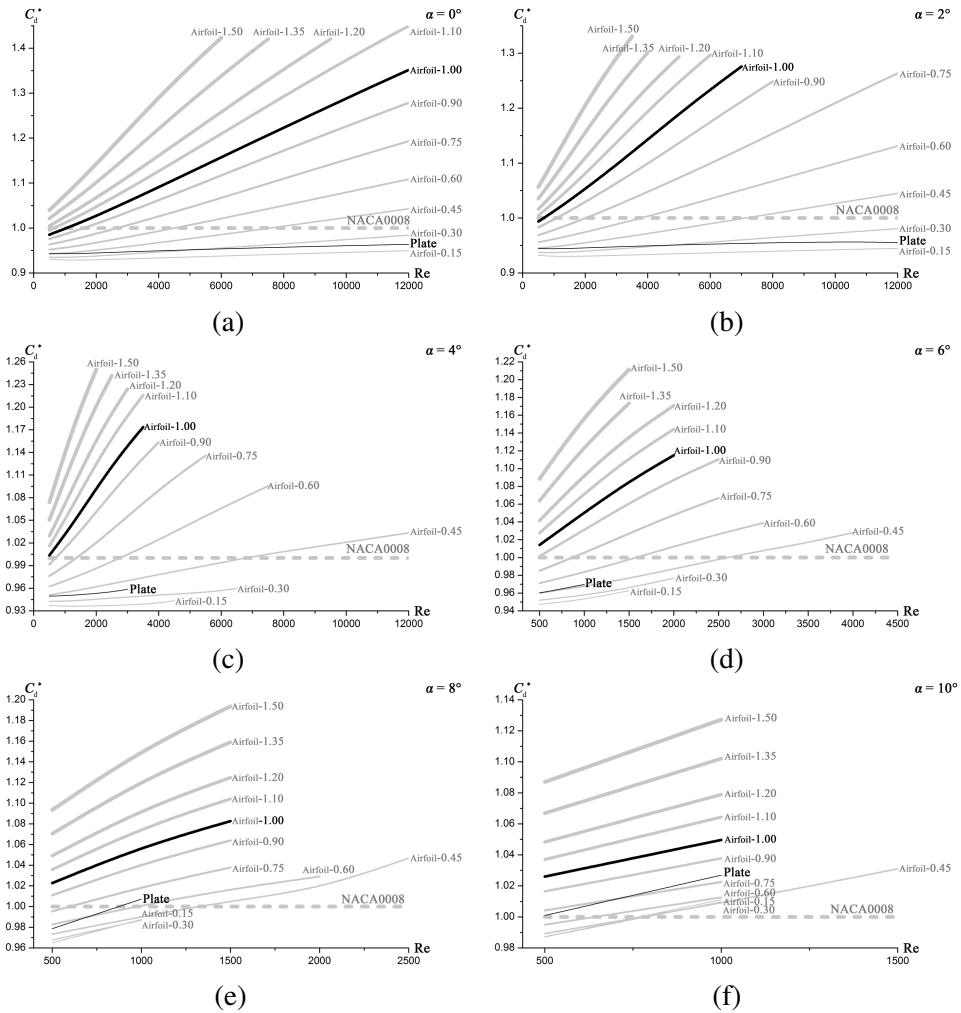 C_d* α = 0°
1.4
1.3
1.2
1.1
1.0
0.9
Airfoil-1.50 Airfoil-1.35 Airfoil-1.20 Airfoil-1.10
Airfoil-1.00
Airfoil-0.90
Airfoil-0.75
Airfoil-0.60
Airfoil-0.45
NACA0008
Airfoil-0.30
Plate
Airfoil-0.15
Re
0 2000 4000 6000 8000 10000 12000
(a)
C_d* α = 2°
1.3
1.2
1.1
1.0
0.9
Airfoil-1.50
Airfoil-1.35 Airfoil-1.20 Airfoil-1.10
Airfoil-1.00
Airfoil-0.90
Airfoil-0.75
Airfoil-0.60
Airfoil-0.45
NACA0008
Airfoil-0.30
Plate
Airfoil-0.15
Re
0 2000 4000 6000 8000 10000 12000
(b)
C_d* α = 4°
1.26
1.23
1.20
1.17
1.14
1.11
1.08
1.05
1.02
0.99
0.96
0.93
Airfoil-1.50
Airfoil-1.35
Airfoil-1.20
Airfoil-1.10
Airfoil-1.00
Airfoil-0.90
Airfoil-0.75
Airfoil-0.60
Airfoil-0.45
NACA0008
Plate
Airfoil-0.30
Airfoil-0.15
Re
0 2000 4000 6000 8000 10000 12000
(c)
C_d* α = 6°
1.22
1.20
1.18
1.16
1.14
1.12
1.10
1.08
1.06
1.04
1.02
1.00
0.98
0.96
0.94
Airfoil-1.50
Airfoil-1.35
Airfoil-1.20
Airfoil-1.10
Airfoil-1.00
Airfoil-0.90
Airfoil-0.75
Airfoil-0.60
Airfoil-0.45
NACA0008
Plate
Airfoil-0.30
Airfoil-0.15
Re
500 1000 1500 2000 2500 3000 3500 4000 4500
(d)
C_d* α = 8°
1.20
1.18
1.16
1.14
1.12
1.10
1.08
1.06
1.04
1.02
1.00
0.98
0.96
Airfoil-1.50
Airfoil-1.35
Airfoil-1.20
Airfoil-1.10
Airfoil-1.00
Airfoil-0.90
Airfoil-0.75
Airfoil-0.60
Airfoil-0.45
Plate
NACA0008
Airfoil-0.15
Airfoil-0.30
Re
500 1000 1500 2000 2500
(e)
C_d* α = 10°
1.14
1.12
1.10
1.08
1.06
1.04
1.02
1.00
0.98
Airfoil-1.50
Airfoil-1.35
Airfoil-1.20
Airfoil-1.10
Airfoil-1.00
Airfoil-0.90
Airfoil-0.45
Plate
Airfoil-0.75
Airfoil-0.60
Airfoil-0.15
Airfoil-0.30
NACA0008
Re
500 1000 1500
(f)